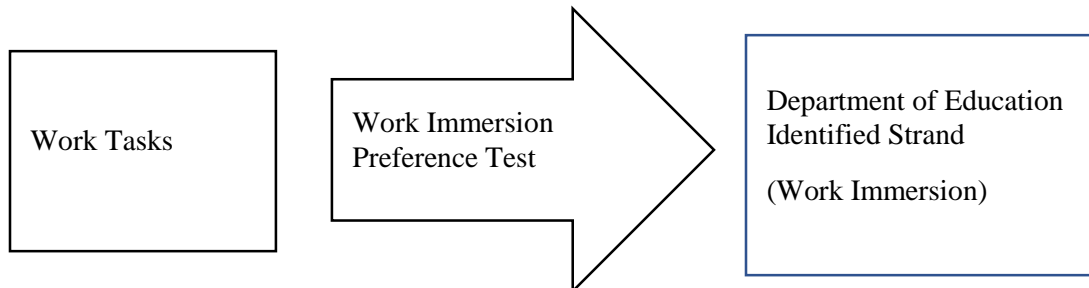 Work Tasks
Work Immersion
Preference Test
Department of Education
Identified Strand
(Work Immersion)